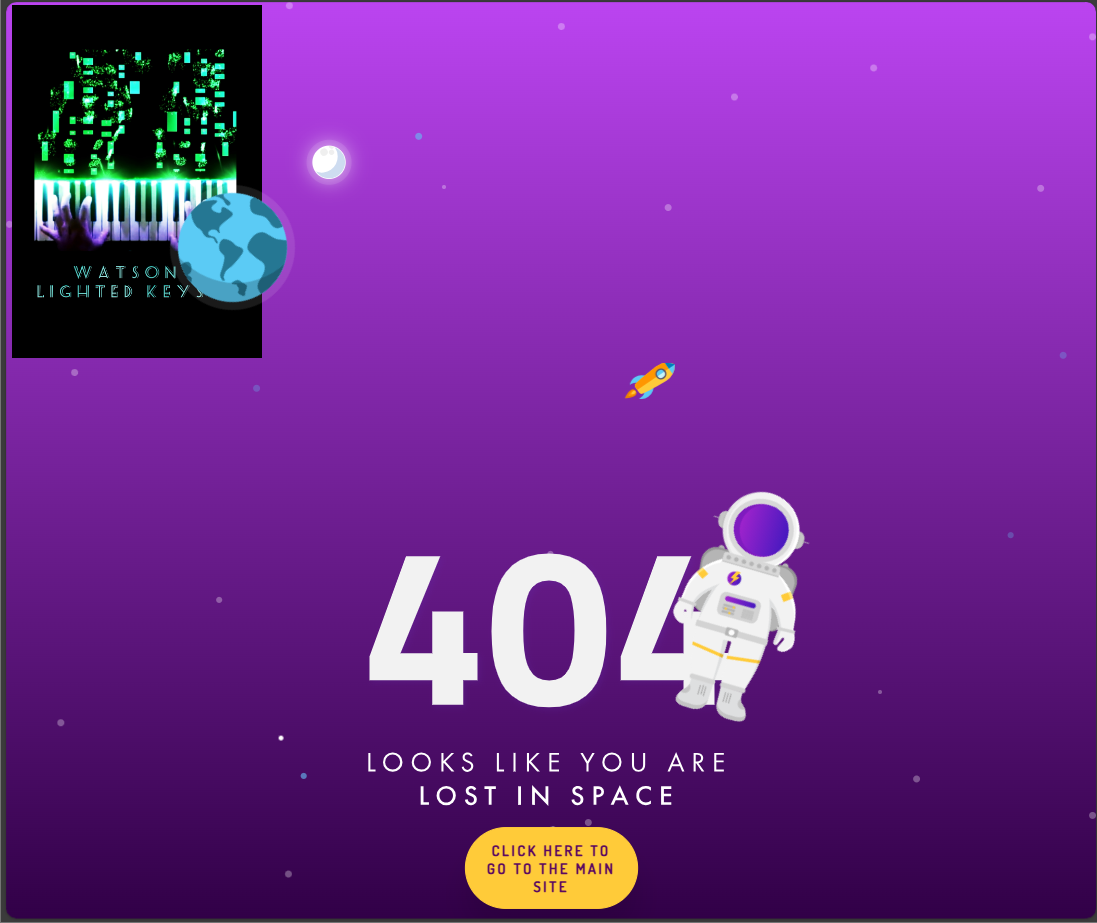 WATSON
LIGHTED KEYS
404
LOOKS LIKE YOU ARE
LOST IN SPACE
CLICK HERE TO
GO TO THE MAIN
SITE